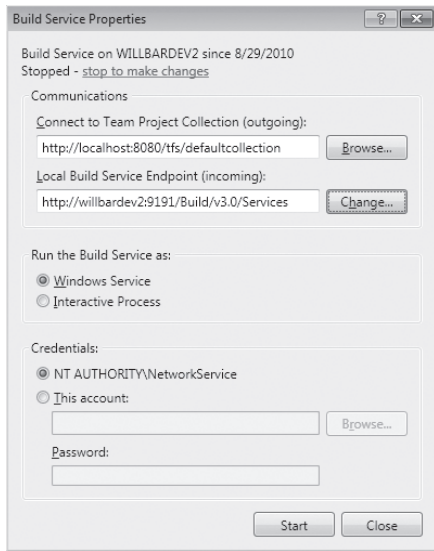 Build Service Properties
Build Service on WILLBARDEV2 since 8/29/2010
Stopped - stop to make changes
Communications
Connect to Team Project Collection (outgoing):
http://localhost:8080/tfs/defaultcollection
Browse...
Local Build Service Endpoint (incoming):
http://willbardev2:9191/Build/v3.0/Services
Change...
Run the Build Service as:
Windows Service
Interactive Process
Credentials:
NT AUTHORITY\NetworkService
This account:
Browse...
Password:
Start
Close